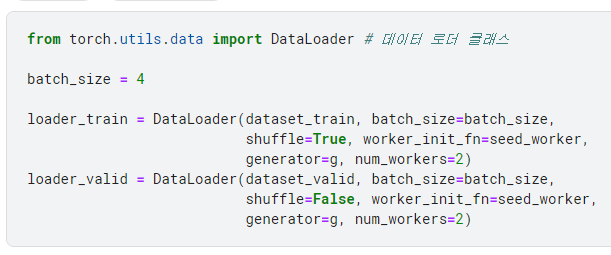 from torch.utils.data import DataLoader # 데이터 로더 클래스
batch_size = 4
loader_train = DataLoader(dataset_train, batch_size=batch_size,
shuffle=True, worker_init_fn=seed_worker,
generator=g, num_workers=2)
loader_valid = DataLoader(dataset_valid, batch_size=batch_size,
shuffle=False, worker_init_fn=seed_worker,
generator=g, num_workers=2)